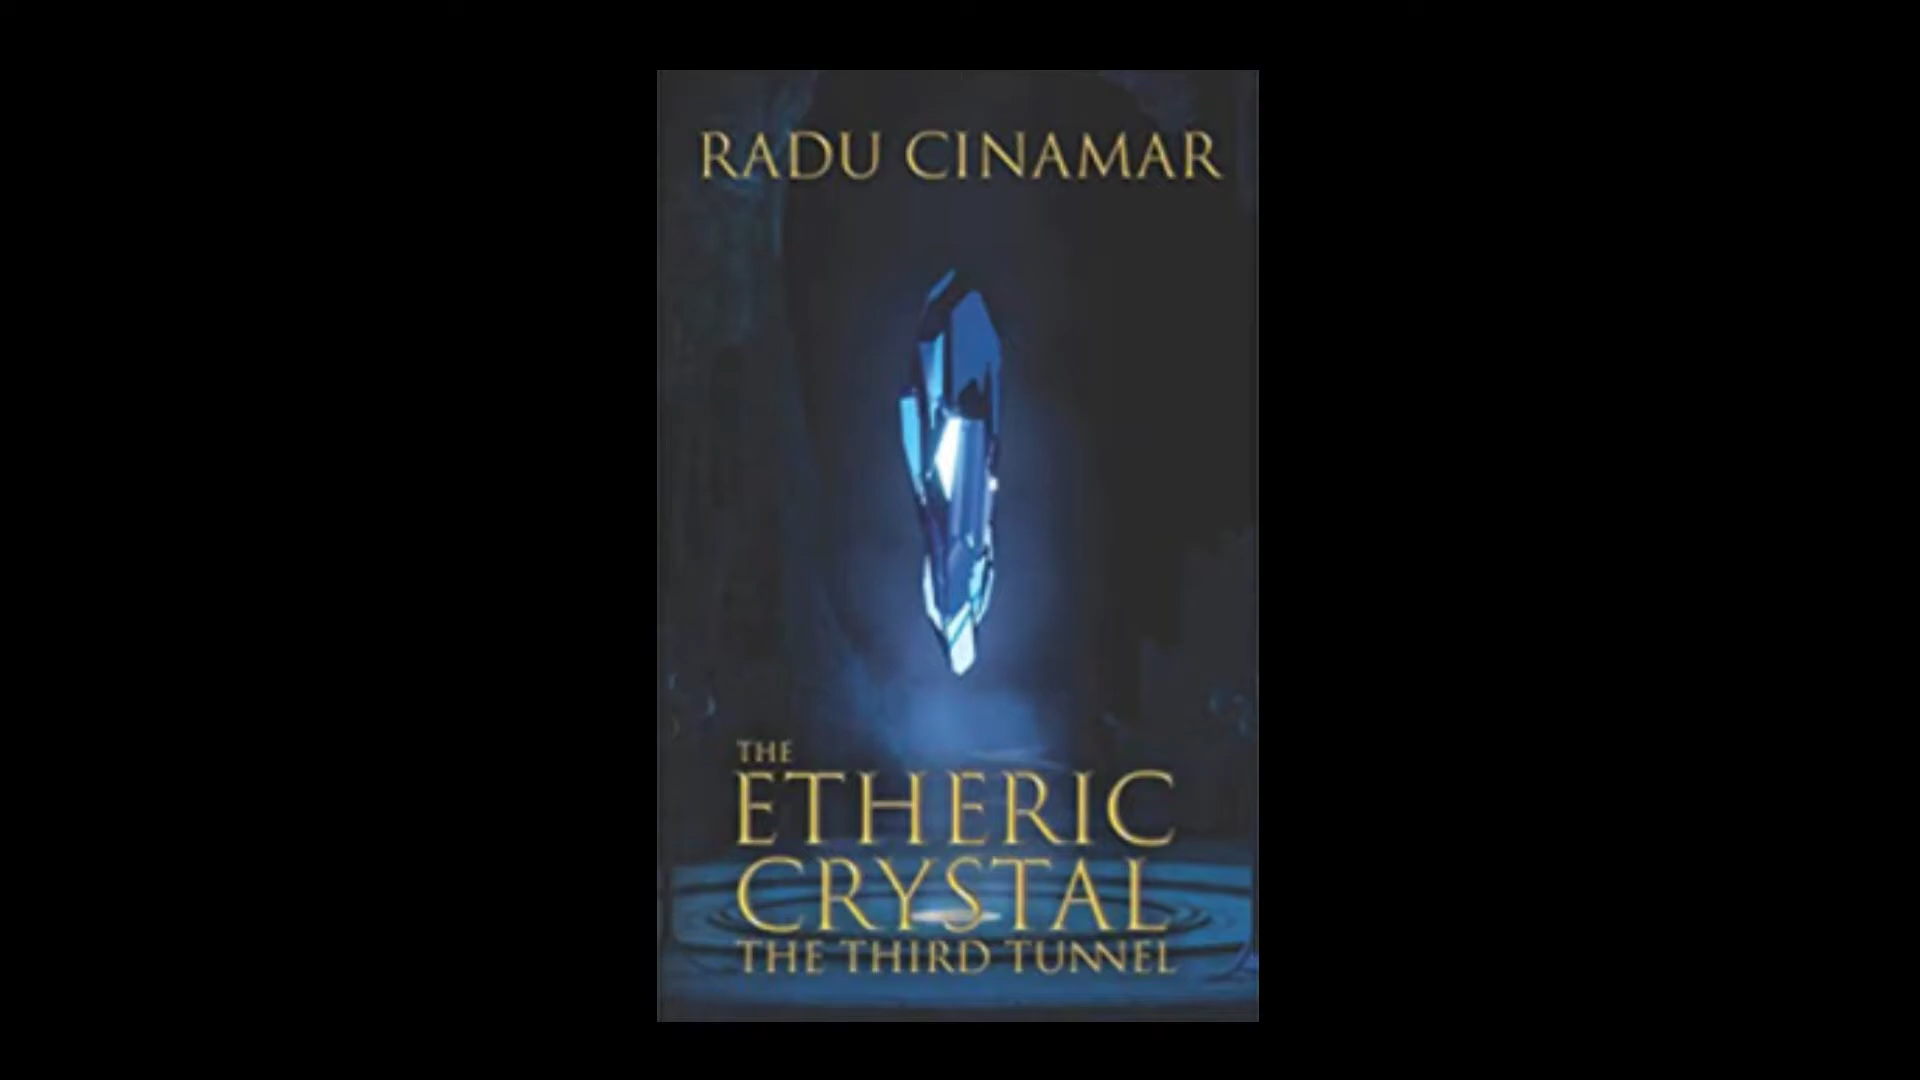 RADU CINAMAR
THE
ETHERIC
CRYSTAL
THE THIRD TUNNEL